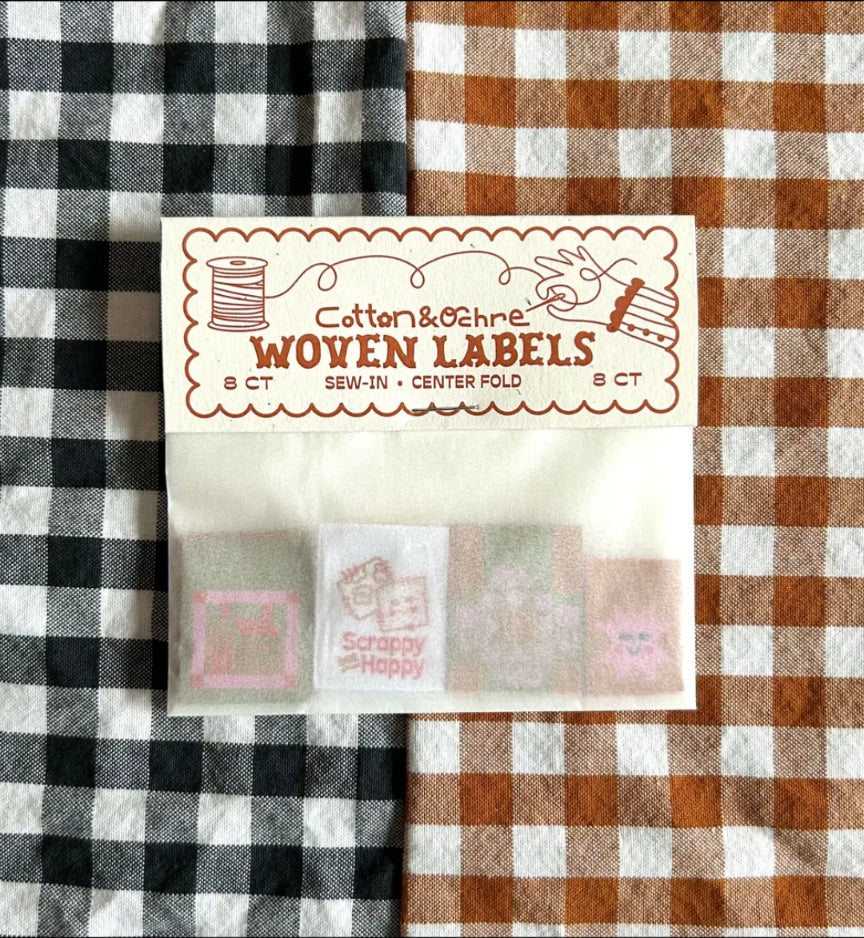 Cotton&Ochre
WOVEN LABELS
8 CT SEW-IN • CENTER FOLD 8 CT
Scrappy
Happy